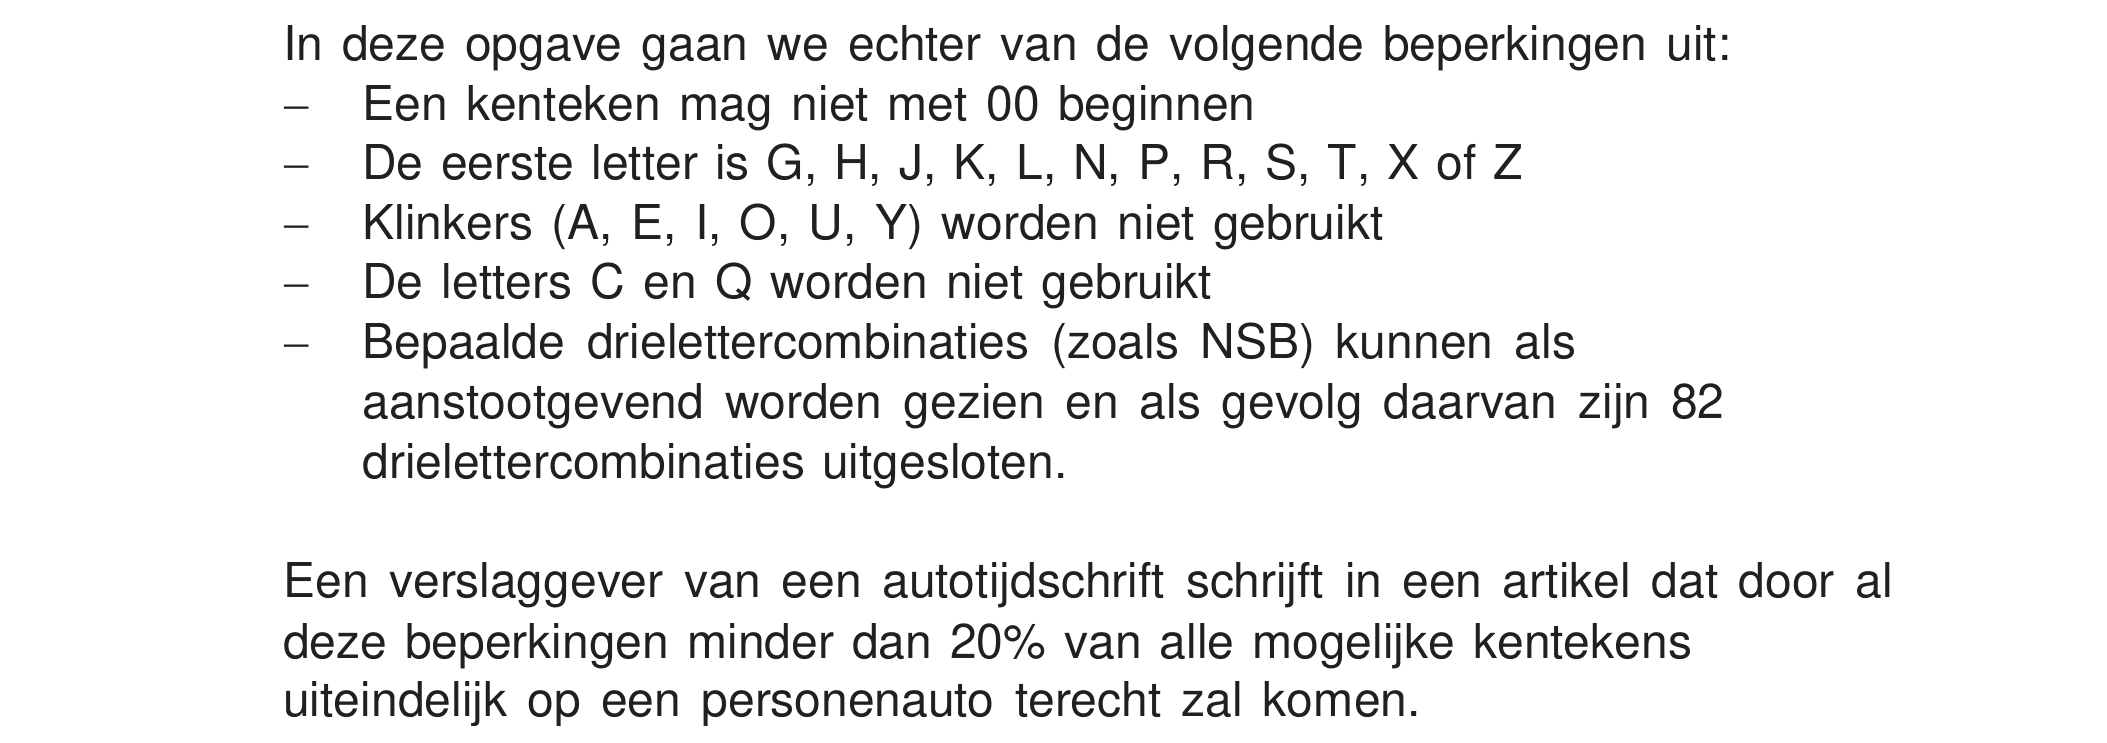 In deze opgave gaan we echter van de volgende beperkingen uit:
– Een kenteken mag niet met 00 beginnen
– De eerste letter is G, H, J, K, L, N, P, R, S, T, X of Z
– Klinkers (A, E, I, O, U, Y) worden niet gebruikt
– De letters C en Q worden niet gebruikt
– Bepaalde drielettercombinaties (zoals NSB) kunnen als
aanstootgevend worden gezien en als gevolg daarvan zijn 82
drielettercombinaties uitgesloten.
Een verslaggever van een autotijdschrift schrijft in een artikel dat door al
deze beperkingen minder dan 20% van alle mogelijke kentekens
uiteindelijk op een personenauto terecht zal komen.